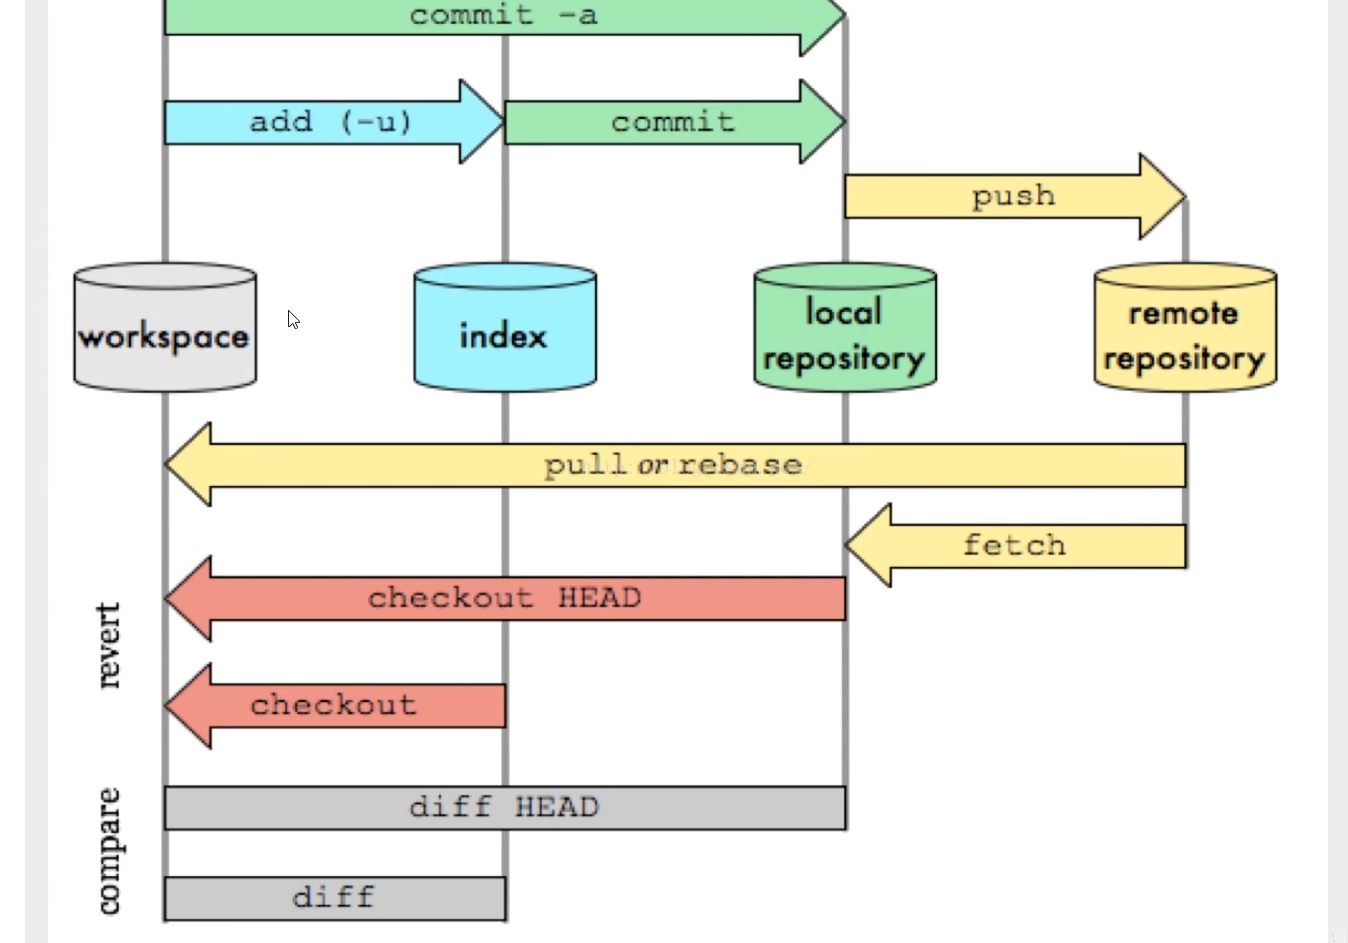 commit -a
add (-u)
commit
push
workspace
index
local
repository
remote
repository
pull or rebase
fetch
revert
checkout HEAD
checkout
compare
diff HEAD
diff